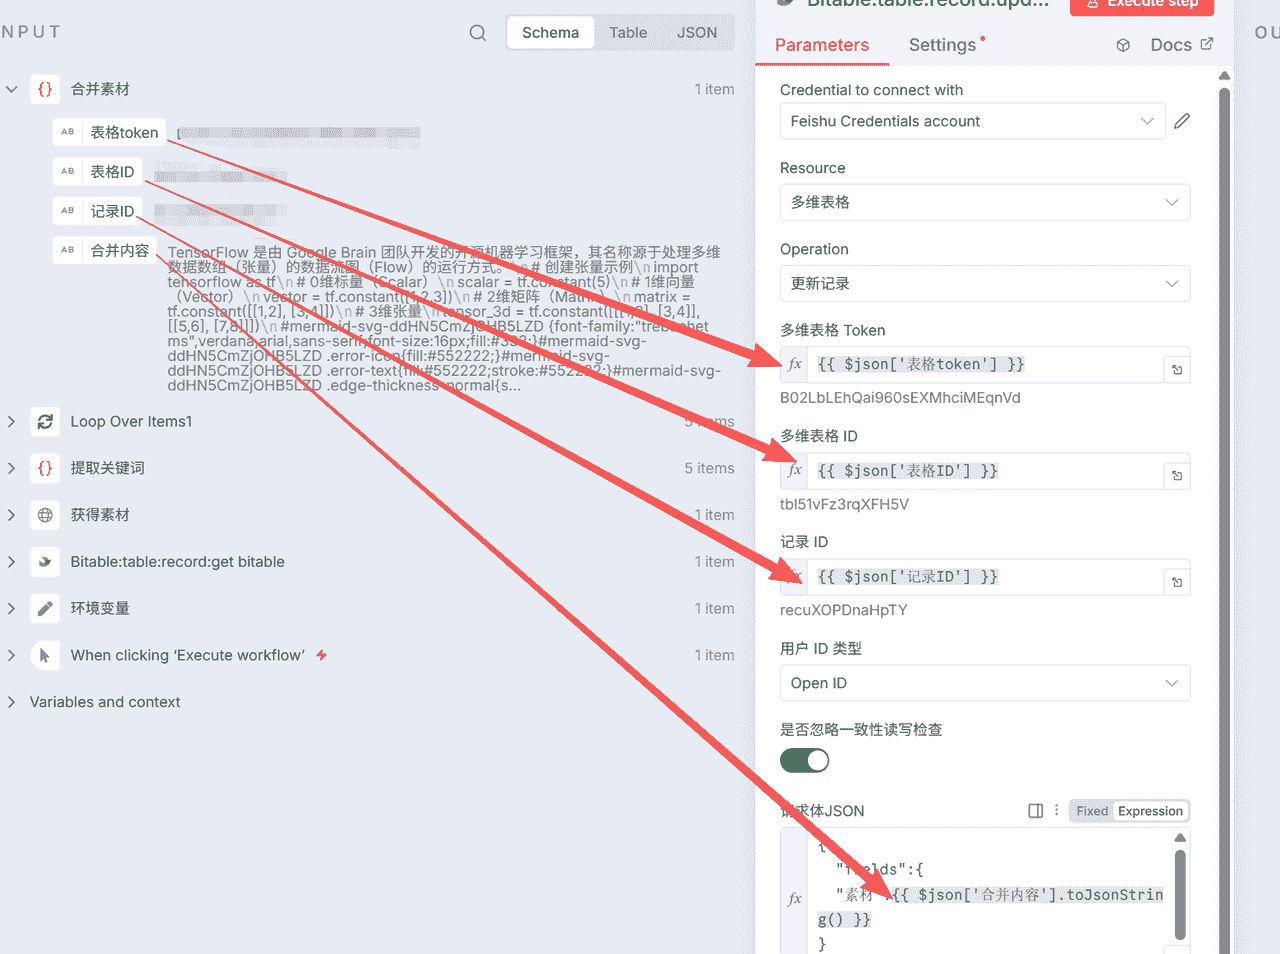 NPUT
Schema
Table
JSON
合并素材
1 item
AB 表格token
AB 表格ID
AB 记录ID
AB 合并内容
TensorFlow 是由 Google Brain 团队开发的开源机器学习框架，其名称源于处理多维
数据数组（张量）的数据流图（Flow）的运行方式。\n # 创建张量示例\n import
tensorflow as tf\n # 0维标量（Scalar）\n scalar = tf.constant(5)\n # 1维向量
（Vector）\n vector = tf.constant([1,2,3])\n # 2维矩阵（Matrix）\n matrix =
tf.constant([[1,2], [3,4]])\n # 3维张量\n tensor_3d = tf.constant([[[1,2], [3,4]],
[[5,6], [7,8]]])\n #mermaid-svg-ddHN5CmZjOHB5LZD {font-family:"trebuchet
ms",verdana,arial,sans-serif;font-size:16px;fill:#333;}#mermaid-svg-
ddHN5CmZjOHB5LZD .error-icon{fill:#552222;}#mermaid-svg-
ddHN5CmZjOHB5LZD .error-text{fill:#552222;stroke:#552222;}#mermaid-svg-
ddHN5CmZjOHB5LZD .edge-thickness-normal{s...
Loop Over Items1
5 items
提取关键词
5 items
获得素材
1 item
Bitable:table:record:get bitable
1 item
环境变量
1 item
When clicking ‘Execute workflow’
1 item
Variables and context
Bitable:table:record:upd...
Execute step
Parameters
Settings
Docs
Credential to connect with
Feishu Credentials account
Resource
多维表格
Operation
更新记录
多维表格 Token
fx {{ $json['表格token'] }}
B02LbLEhQai960sEXMhciMEqnVd
多维表格 ID
fx {{ $json['表格ID'] }}
tbl51vFz3rqXFH5V
记录 ID
fx {{ $json['记录ID'] }}
recuXOPDnaHpTY
用户 ID 类型
Open ID
是否忽略一致性读写检查
请求体JSON
Fixed
Expression
fx
{
"fields":{
"素材":{{ $json['合并内容'].toJsonStrin
g() }}
}
OU